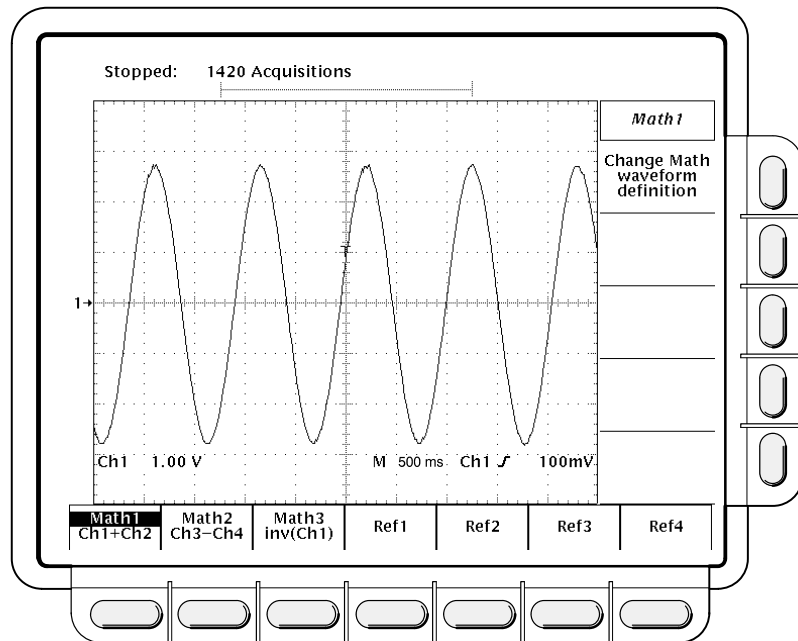 Stopped: 1420 Acquisitions
Math1
Change Math
waveform
definition
T
1
Ch1 1.00 V M 500 ms Ch1 100mV
Math1
Ch1+Ch2
Math2
Ch3−Ch4
Math3
inv(Ch1)
Ref1
Ref2
Ref3
Ref4